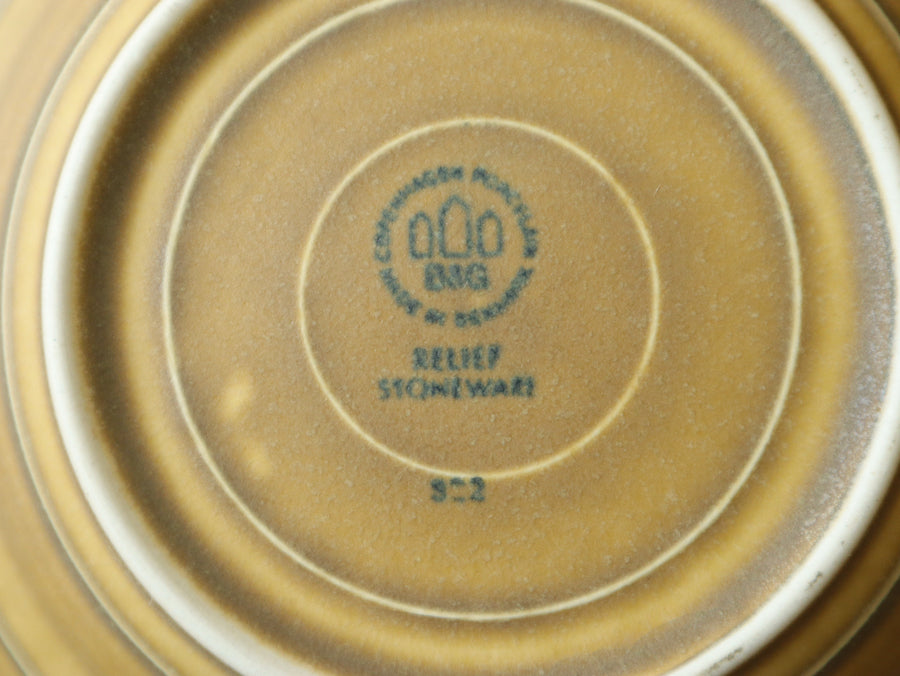 COPENHAGEN PORCELAIN
B&G
MADE IN DENMARK
RELIEF
STONEWARE